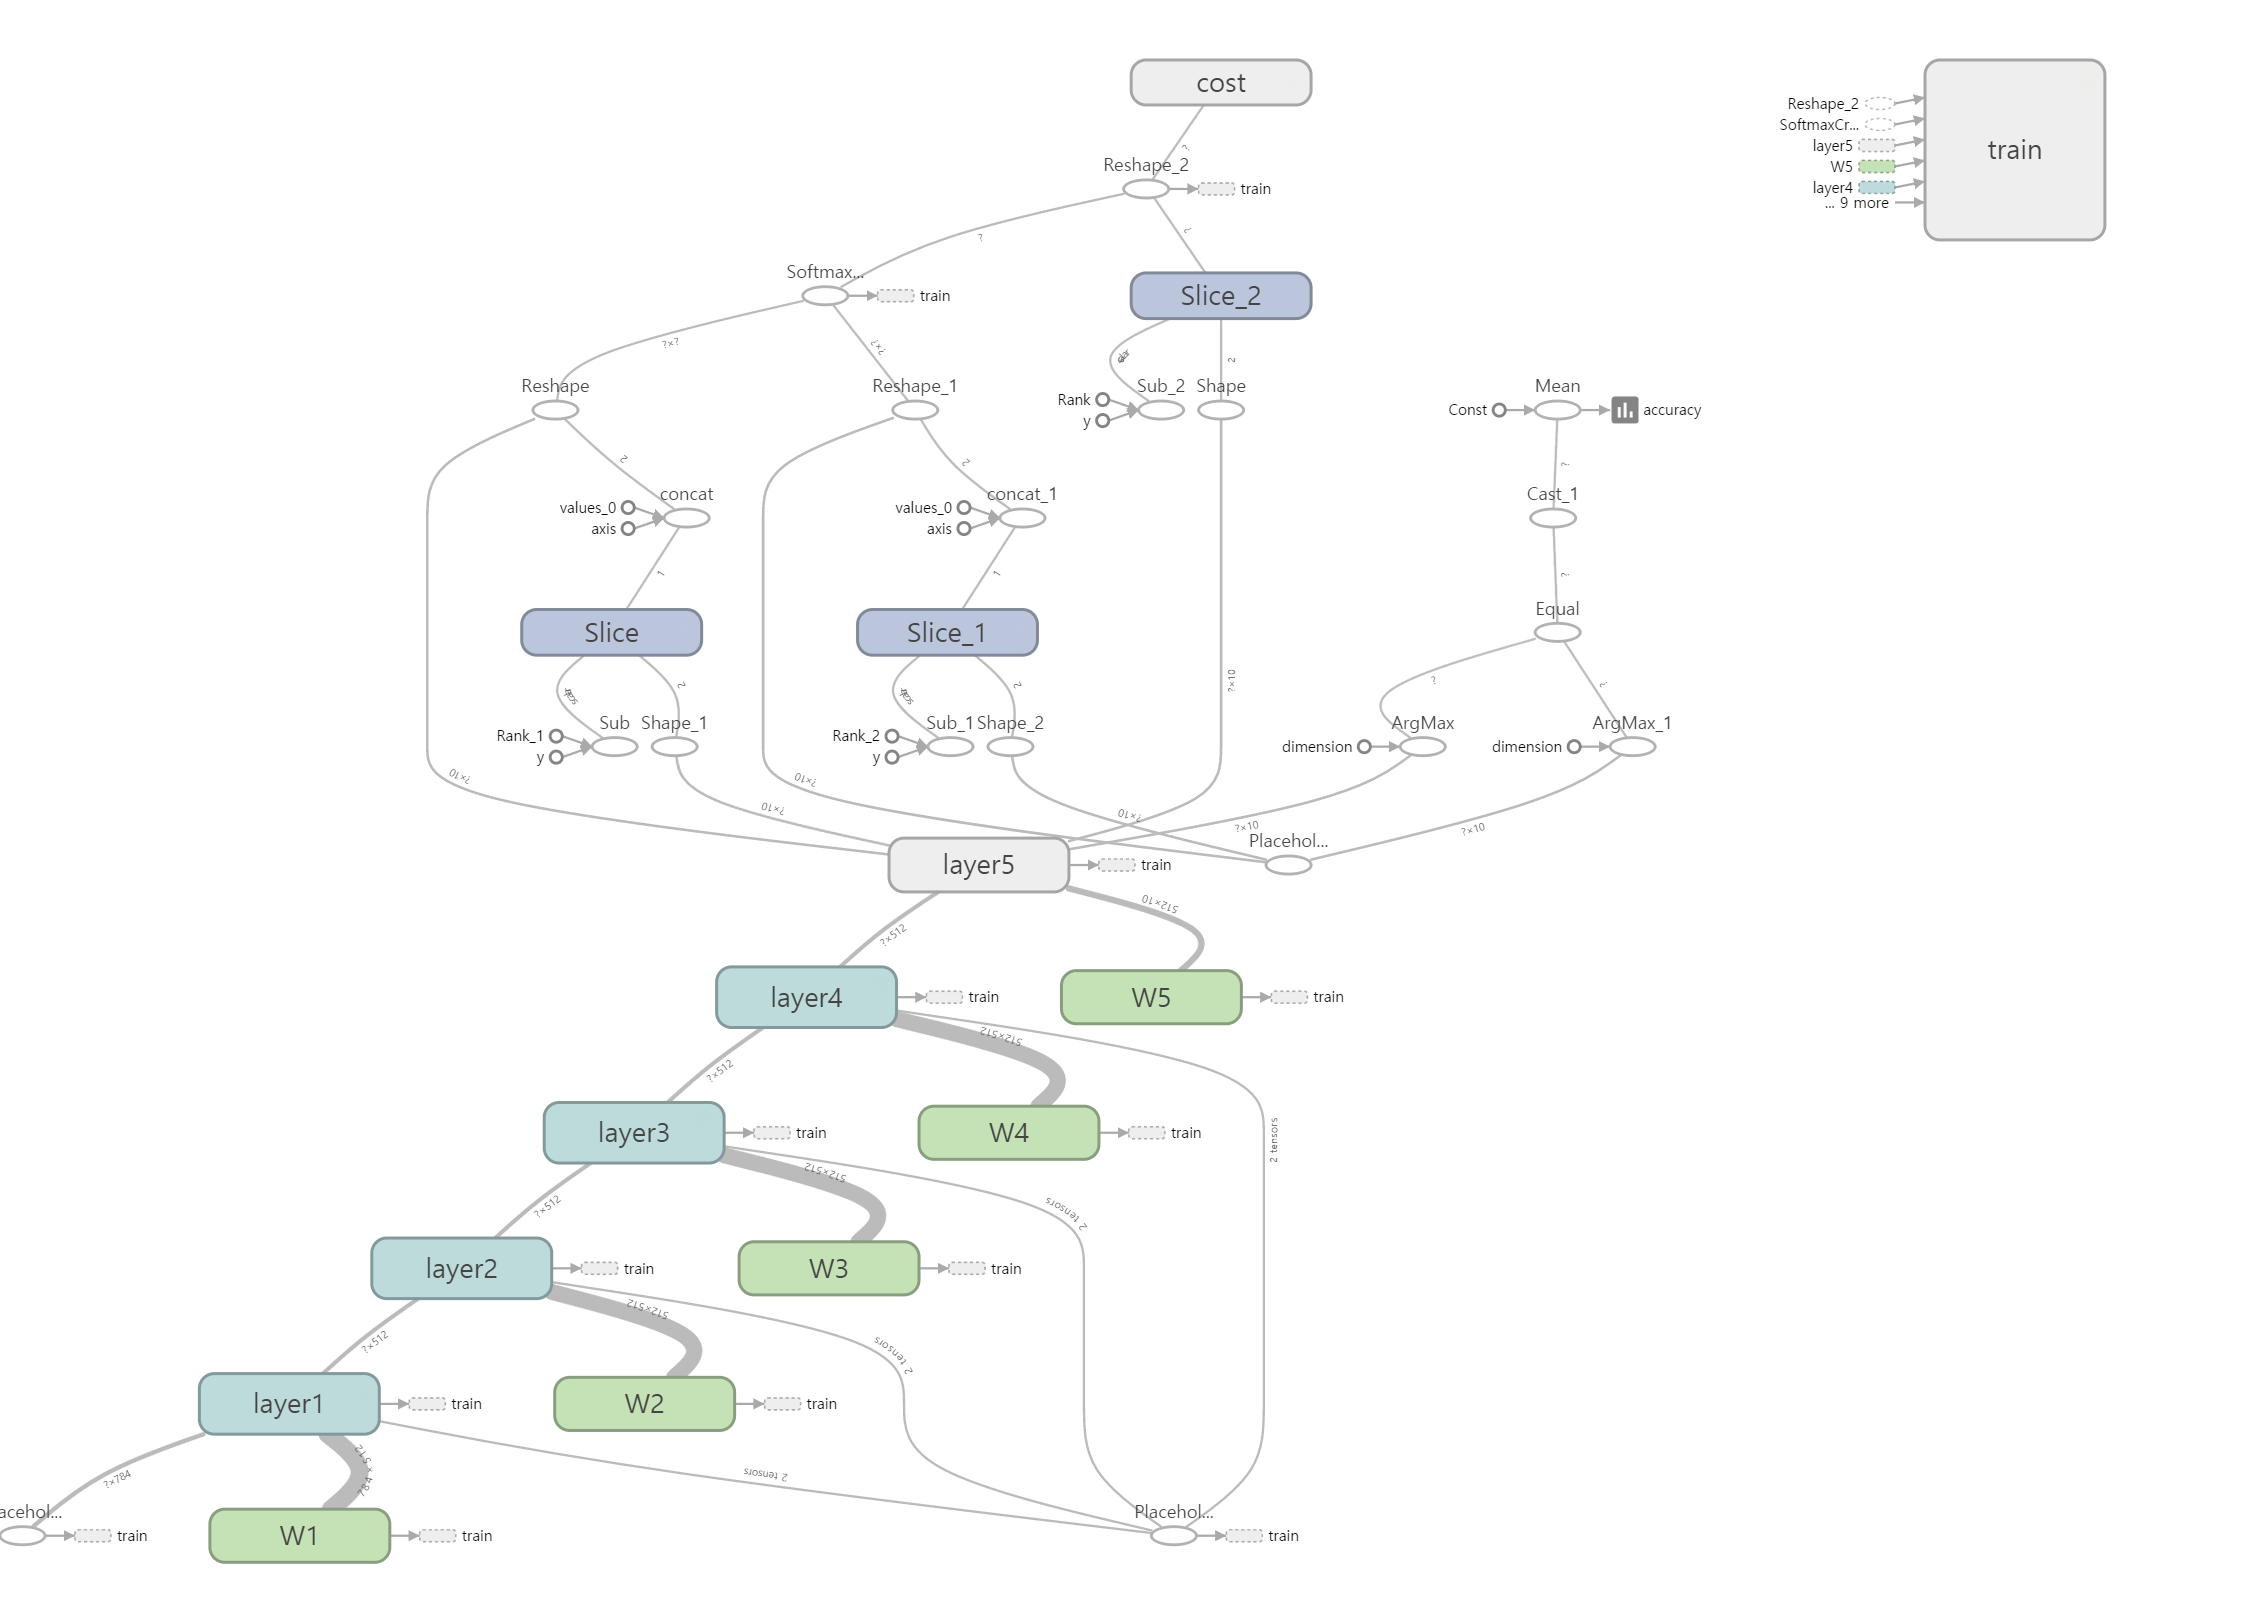 cost
?
Reshape_2
train
?
?
Softmax...
train
Slice_2
?×?
?×?
2
Reshape
Reshape_1
Rank
y
Sub_2
Shape
Const
Mean
accuracy
2
2
?
values_0
axis
concat
values_0
axis
concat_1
Cast_1
1
1
?
Slice
Slice_1
Equal
2
2
?×10
?
?
Rank_1
y
Sub
Shape_1
Rank_2
y
Sub_1
Shape_2
dimension
ArgMax
dimension
ArgMax_1
?×10
?×10
?×10
?×10
?×10
?×10
layer5
train
Placehol...
?×512
512×10
layer4
train
W5
train
?×512
512×512
2 tensors
layer3
train
W4
train
?×512
512×512
2 tensors
layer2
train
W3
train
?×512
512×512
2 tensors
layer1
train
W2
train
?×784
784×512
2 tensors
acehol...
train
W1
train
Placehol...
train
Reshape_2
SoftmaxCr...
layer5
W5
layer4
... 9 more
train